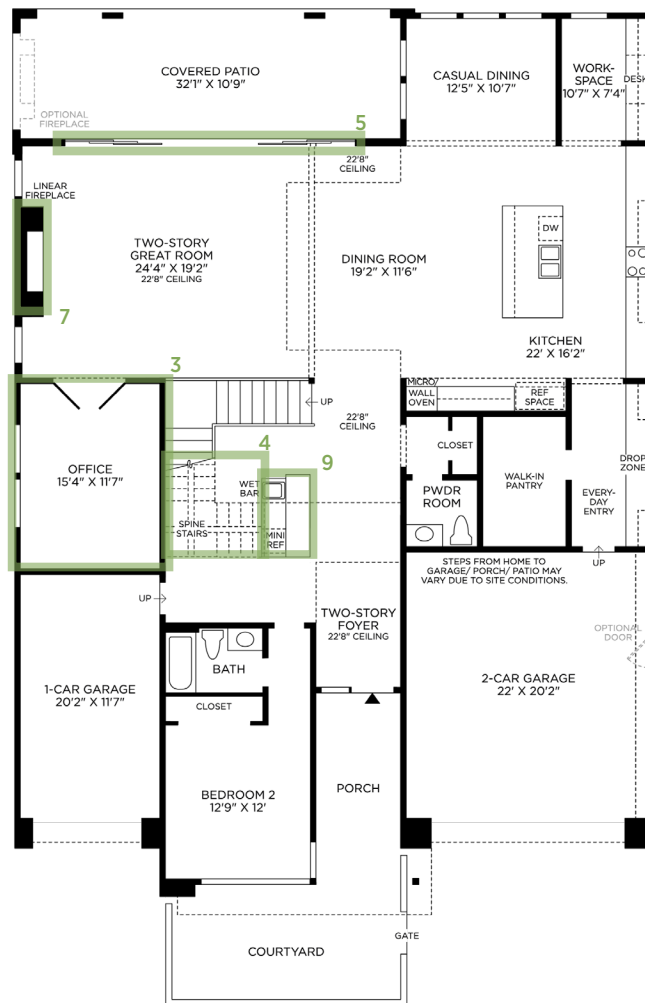 COVERED PATIO
32'1" X 10'9"
OPTIONAL
FIREPLACE
CASUAL DINING
12'5" X 10'7"
WORK-
SPACE
10'7" X 7'4"
DESK
5
22'8"
CEILING
LINEAR
FIREPLACE
TWO-STORY
GREAT ROOM
24'4" X 19'2"
22'8" CEILING
DINING ROOM
19'2" X 11'6"
DW
KITCHEN
22' X 16'2"
7
3
MICRO/
WALL
OVEN
REF
SPACE
UP
22'8"
CEILING
OFFICE
15'4" X 11'7"
4
9
WET
BAR
SPINE
STAIRS
MINI
REF
CLOSET
PWDR
ROOM
WALK-IN
PANTRY
DROP
ZONE
EVERY-
DAY
ENTRY
UP
STEPS FROM HOME TO
GARAGE/ PORCH/ PATIO MAY
VARY DUE TO SITE CONDITIONS.
UP
TWO-STORY
FOYER
22'8" CEILING
OPTIONAL
DOOR
BATH
1-CAR GARAGE
20'2" X 11'7"
2-CAR GARAGE
22' X 20'2"
CLOSET
BEDROOM 2
12'9" X 12'
PORCH
COURTYARD
GATE